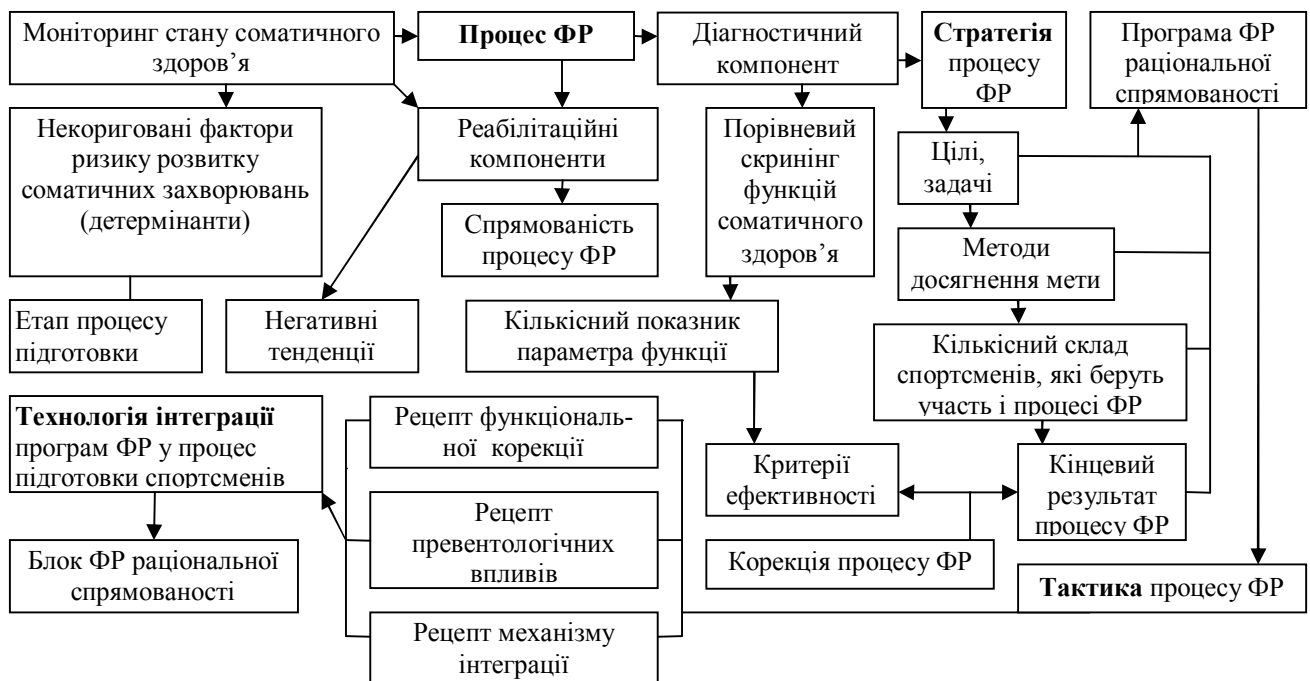 Моніторинг стану соматичного
здоров’я
Процес ФР
Діагностичний
компонент
Стратегія
процесу
ФР
Програма ФР
раціональної
спрямованості
Некориговані фактори
ризику розвитку
соматичних захворювань
(детермінанти)
Реабілітаційні
компоненти
Порівневий
скринінг
функцій
соматичного
здоров’я
Цілі,
задачі
Спрямованість
процесу ФР
Методи
досягнення мети
Етап процесу
підготовки
Негативні
тенденції
Кількісний показник
параметра функції
Кількісний склад
спортсменів, які беруть
участь і процесі ФР
Технологія інтеграції
програм ФР у процес
підготовки спортсменів
Рецепт функціональ-
ної корекції
Критерії
ефективності
Кінцевий
результат
процесу ФР
Рецепт
превентологічних
впливів
Блок ФР раціональної
спрямованості
Корекція процесу ФР
Тактика процесу ФР
Рецепт механізму
інтеграції